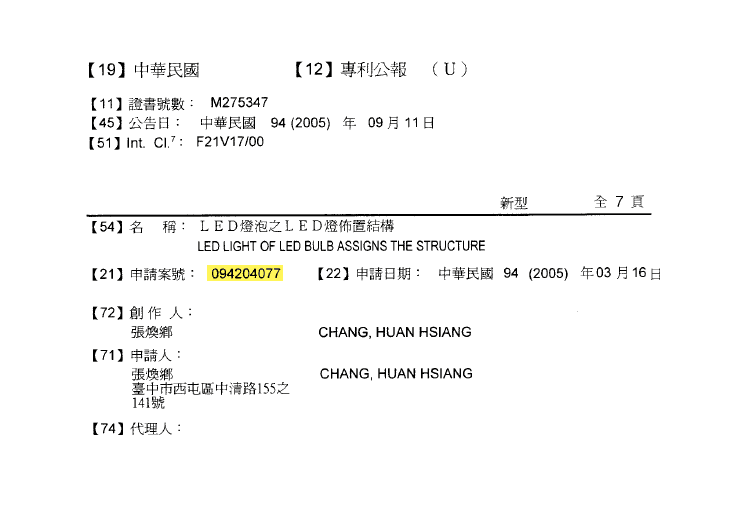 【19】中華民國 【12】專利公報 （U）
【11】證書號數： M275347
【45】公告日： 中華民國 94 (2005) 年 09 月 11 日
【51】Int. Cl.7： F21V17/00
新型 全 7 頁
【54】名 稱： ＬＥＤ燈泡之ＬＥＤ燈佈置結構
LED LIGHT OF LED BULB ASSIGNS THE STRUCTURE
【21】申請案號： 094204077 【22】申請日期： 中華民國 94 (2005) 年 03 月 16 日
【72】創 作 人：
張煥鄉 CHANG, HUAN HSIANG
【71】申請人：
張煥鄉 CHANG, HUAN HSIANG
臺中市西屯區中清路155之
141號
【74】代理人：